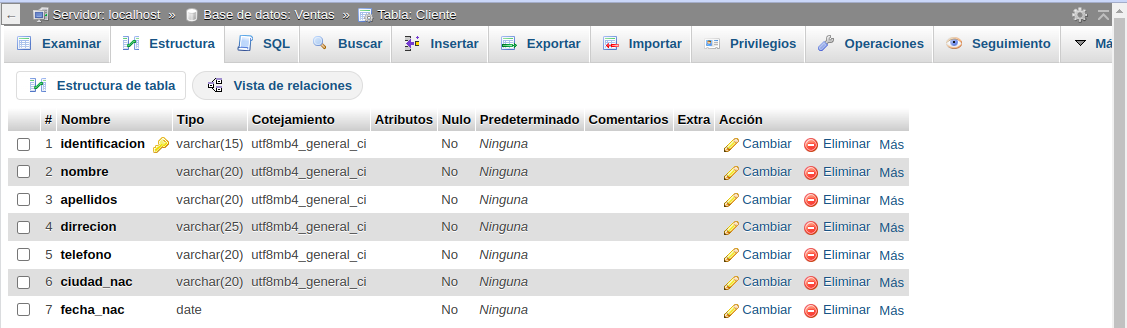 Servidor: localhost » Base de datos: Ventas » Tabla: Cliente
Examinar Estructura SQL Buscar Insertar Exportar Importar Privilegios Operaciones Seguimiento Má
Estructura de tabla Vista de relaciones
# Nombre Tipo Cotejamiento Atributos Nulo Predeterminado Comentarios Extra Acción
1 identificacion varchar(15) utf8mb4_general_ci No Ninguna Cambiar Eliminar Más
2 nombre varchar(20) utf8mb4_general_ci No Ninguna Cambiar Eliminar Más
3 apellidos varchar(20) utf8mb4_general_ci No Ninguna Cambiar Eliminar Más
4 dirrecion varchar(25) utf8mb4_general_ci No Ninguna Cambiar Eliminar Más
5 telefono varchar(20) utf8mb4_general_ci No Ninguna Cambiar Eliminar Más
6 ciudad_nac varchar(20) utf8mb4_general_ci No Ninguna Cambiar Eliminar Más
7 fecha_nac date No Ninguna Cambiar Eliminar Más